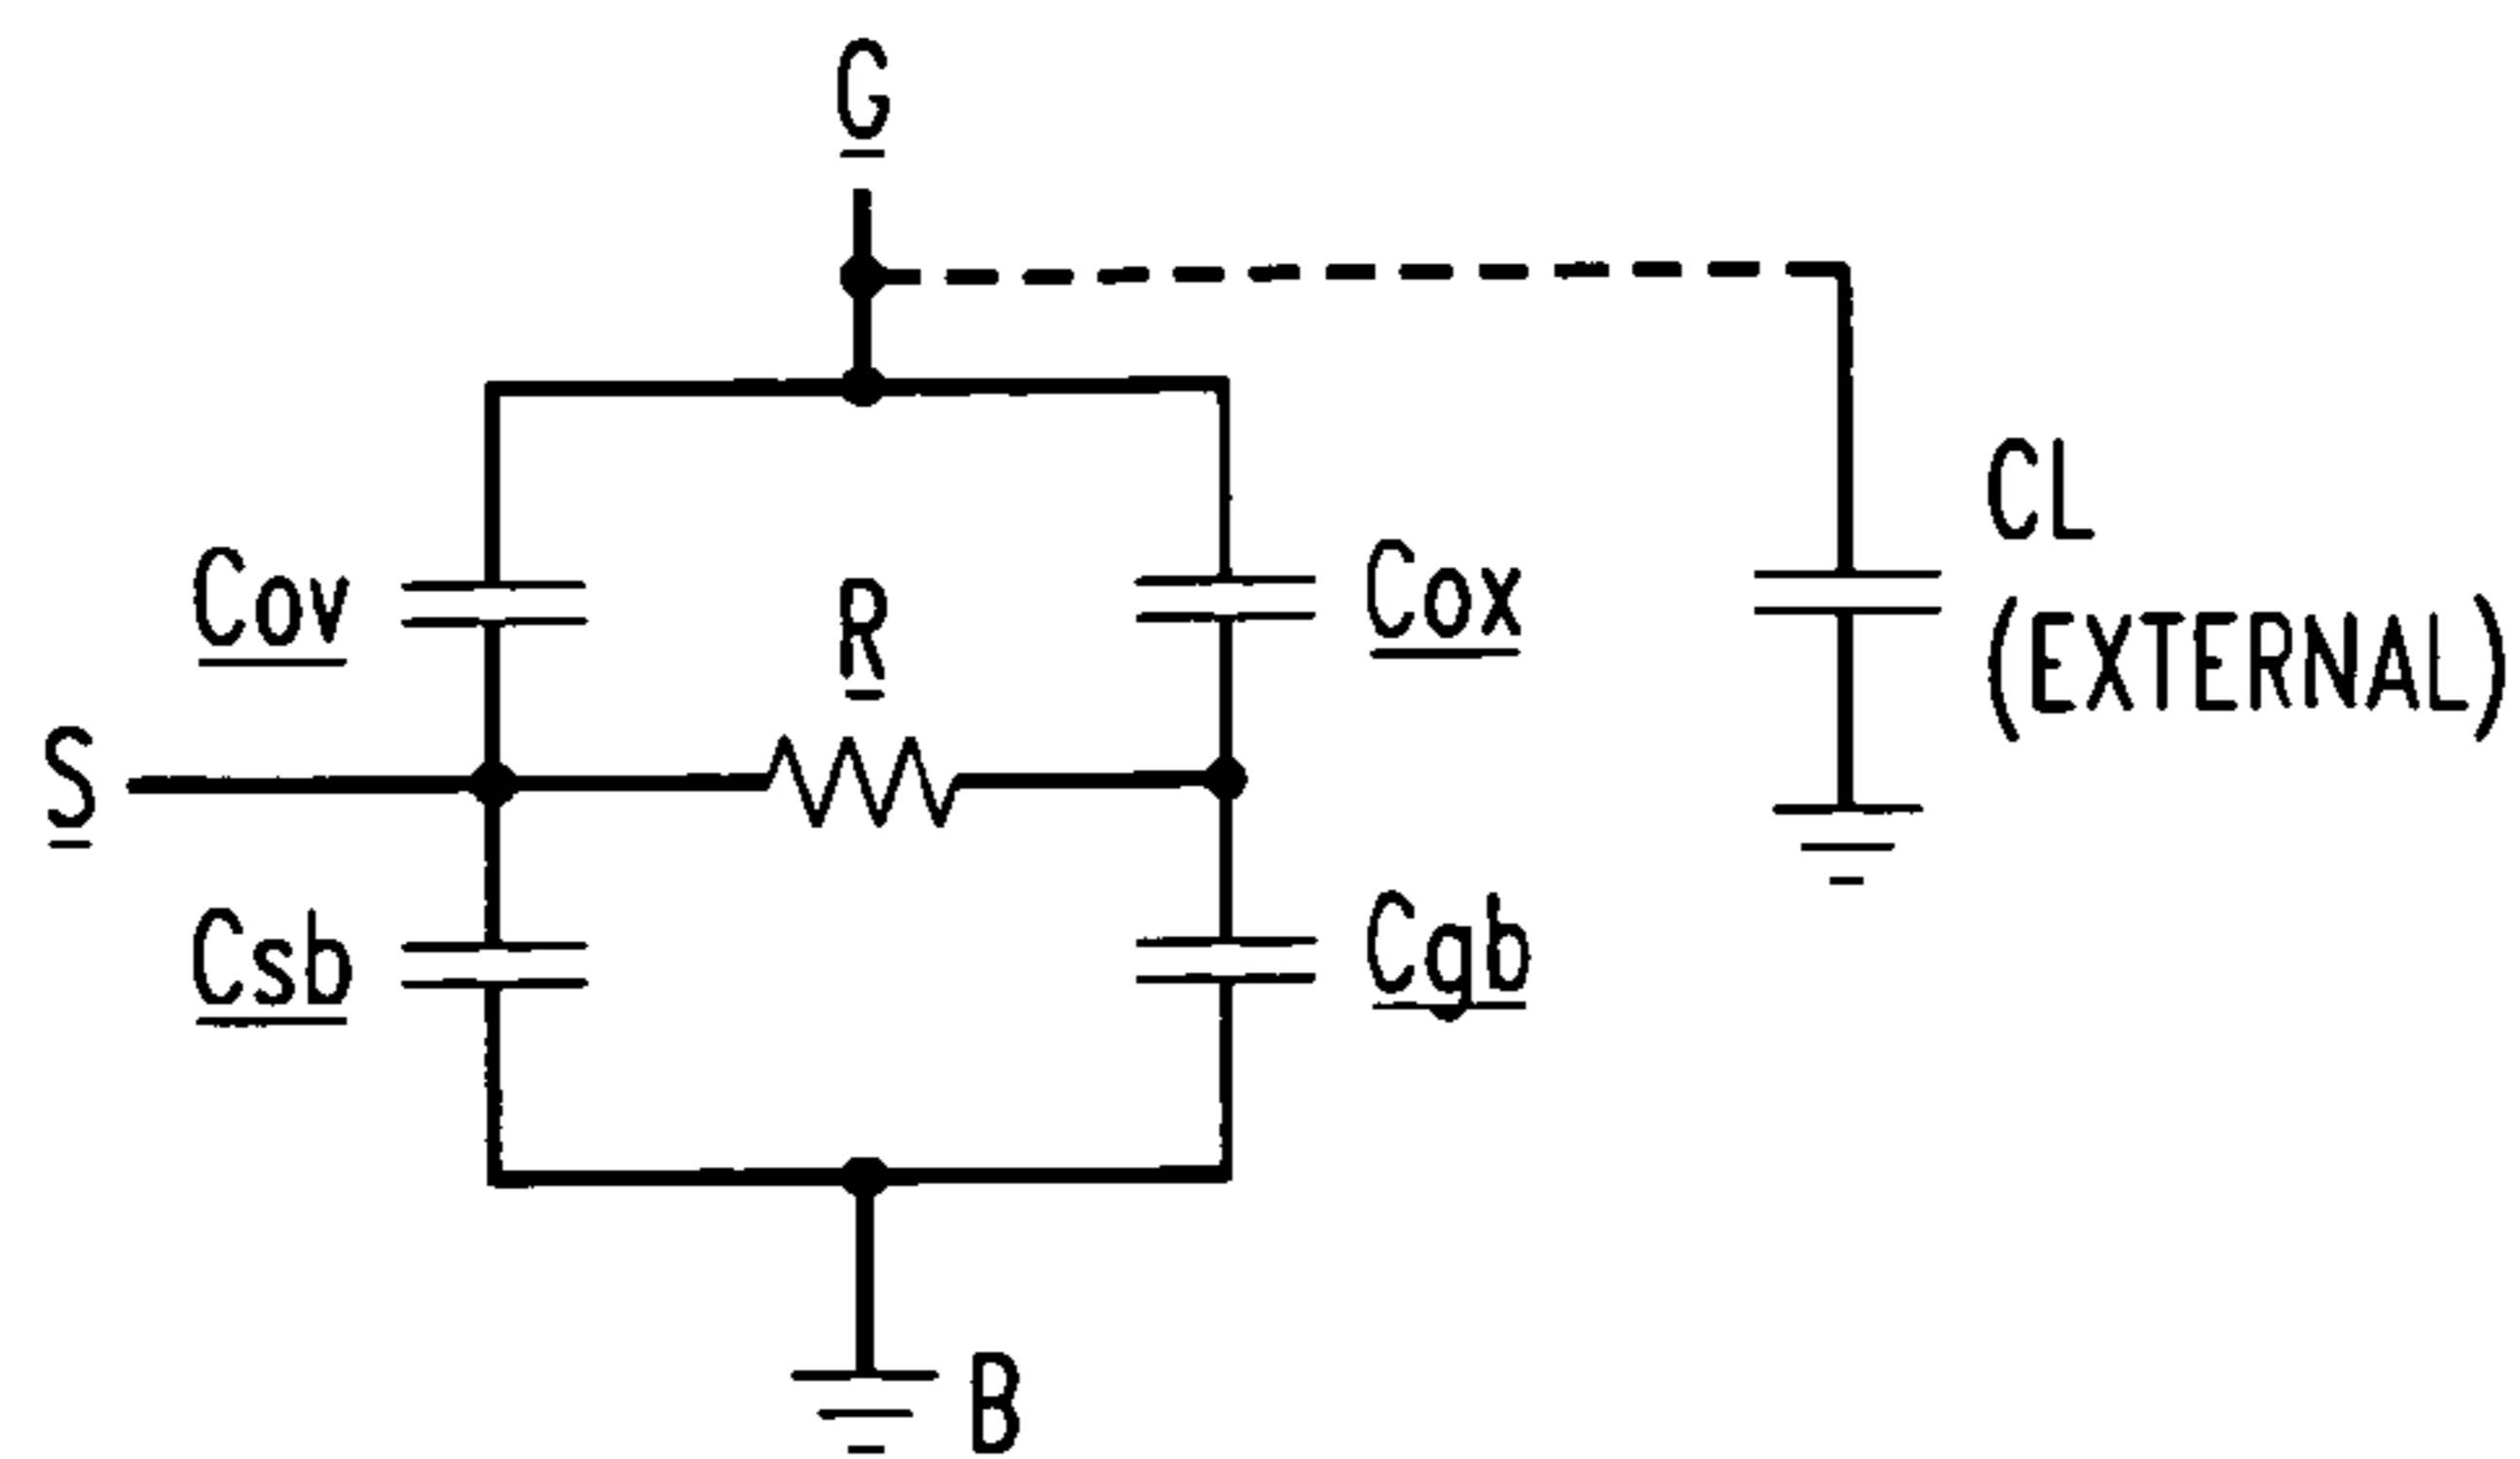 G
CL
(EXTERNAL)
Cov
R
Cox
S
Csb
Cgb
B